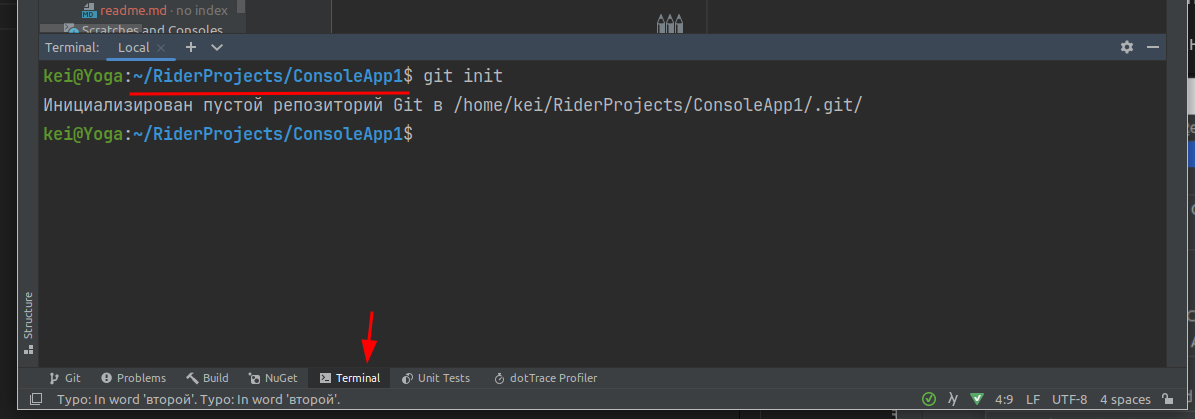 readme.md · no index
Scratches and Consoles
Terminal: Local × +
kei@Yoga:~/RiderProjects/ConsoleApp1$ git init
Инициализирован пустой репозиторий Git в /home/kei/RiderProjects/ConsoleApp1/.git/
kei@Yoga:~/RiderProjects/ConsoleApp1$
Structure
Git Problems Build NuGet Terminal Unit Tests dotTrace Profiler
Typo: In word 'второй'. Typo: In word 'второй'. 4:9 LF UTF-8 4 spaces